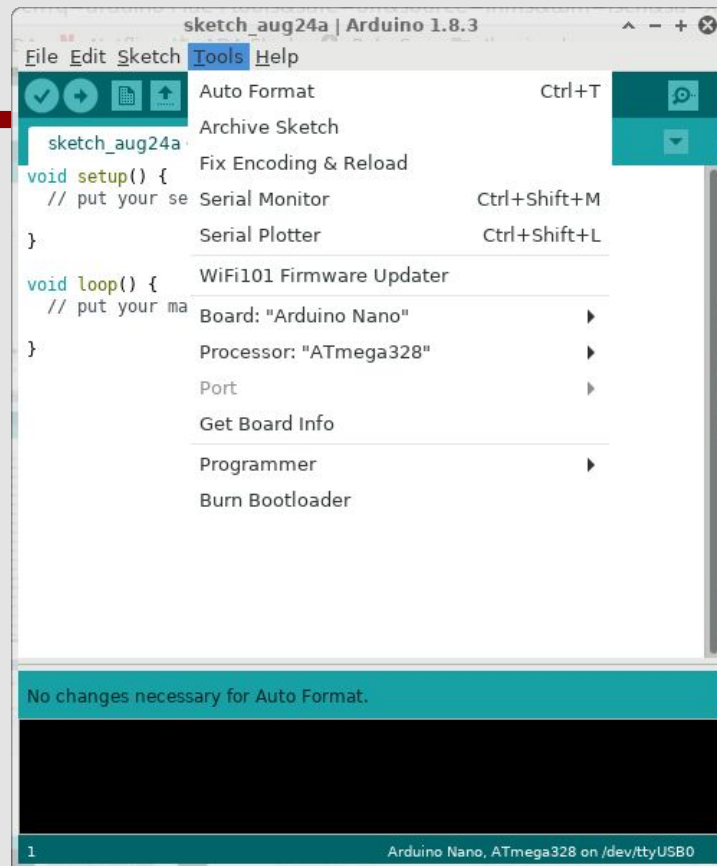 sketch_aug24a | Arduino 1.8.3
File Edit Sketch Tools Help
Auto Format Ctrl+T
Archive Sketch
sketch_aug24a
Fix Encoding & Reload
void setup() {
// put your se
Serial Monitor Ctrl+Shift+M
}
Serial Plotter Ctrl+Shift+L
WiFi101 Firmware Updater
void loop() {
// put your ma
Board: "Arduino Nano"
}
Processor: "ATmega328"
Port
Get Board Info
Programmer
Burn Bootloader
No changes necessary for Auto Format.
1 Arduino Nano, ATmega328 on /dev/ttyUSB0